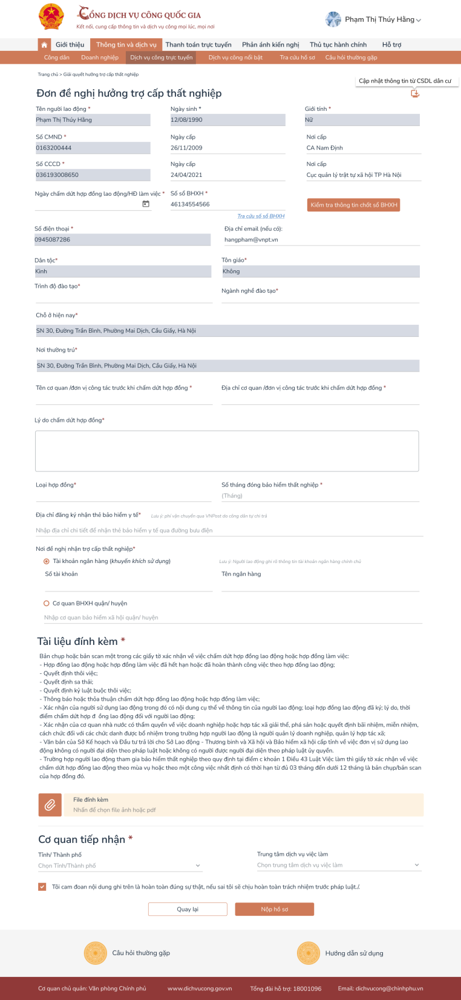 CỔNG DỊCH VỤ CÔNG QUỐC GIA
Kết nối, cung cấp thông tin và dịch vụ công mọi lúc, mọi nơi
Phạm Thị Thúy Hằng
Giới thiệu Thông tin và dịch vụ Thanh toán trực tuyến Phản ánh kiến nghị Thủ tục hành chính Hỗ trợ
Công dân Doanh nghiệp Dịch vụ công trực tuyến Dịch vụ công nổi bật Tra cứu hồ sơ Câu hỏi thường gặp
Trang chủ > Giải quyết hưởng trợ cấp thất nghiệp
Cập nhật thông tin từ CSDL dân cư
Đơn đề nghị hưởng trợ cấp thất nghiệp
Tên người lao động * Ngày sinh * Giới tính *
Phạm Thị Thúy Hằng 12/08/1990 Nữ
Số CMND * Ngày cấp Nơi cấp
0163200444 26/11/2009 CA Nam Định
Số CCCD * Ngày cấp Nơi cấp
036193008650 24/04/2021 Cục quản lý trật tự xã hội TP Hà Nội
Ngày chấm dứt hợp đồng lao động/HĐ làm việc * Số sổ BHXH *
46134554566 Kiểm tra thông tin chốt sổ BHXH
Tra cứu số sổ BHXH
Số điện thoại * Địa chỉ email (nếu có):
0945087286 hangpham@vnpt.vn
Dân tộc* Tôn giáo*
Kinh Không
Trình độ đào tạo* Ngành nghề đào tạo*
Chỗ ở hiện nay*
SN 30, Đường Trần Bình, Phường Mai Dịch, Cầu Giấy, Hà Nội
Nơi thường trú*
SN 30, Đường Trần Bình, Phường Mai Dịch, Cầu Giấy, Hà Nội
Tên cơ quan /đơn vị công tác trước khi chấm dứt hợp đồng * Địa chỉ cơ quan /đơn vị công tác trước khi chấm dứt hợp đồng *
Lý do chấm dứt hợp đồng*
Loại hợp đồng* Số tháng đóng bảo hiểm thất nghiệp *
(Tháng)
Địa chỉ đăng ký nhận thẻ bảo hiểm y tế* Lưu ý: phí vận chuyển qua VNPost do công dân tự chi trả
Nhập địa chỉ chi tiết để nhận thẻ bảo hiểm y tế qua đường bưu điện
Nơi đề nghị nhận trợ cấp thất nghiệp*
Tài khoản ngân hàng (khuyến khích sử dụng) Lưu ý: Người lao động ghi rõ thông tin tài khoản ngân hàng chính chủ
Số tài khoản Tên ngân hàng
Cơ quan BHXH quận/ huyện
Nhập cơ quan bảo hiểm xã hội quận/ huyện
Tài liệu đính kèm *
Bản chụp hoặc bản scan một trong các giấy tờ xác nhận về việc chấm dứt hợp đồng lao động hoặc hợp đồng làm việc:
- Hợp đồng lao động hoặc hợp đồng làm việc đã hết hạn hoặc đã hoàn thành công việc theo hợp đồng lao động;
- Quyết định thôi việc;
- Quyết định sa thải;
- Quyết định kỷ luật buộc thôi việc;
- Thông báo hoặc thỏa thuận chấm dứt hợp đồng lao động hoặc hợp đồng làm việc;
- Xác nhận của người sử dụng lao động trong đó có nội dung cụ thể về thông tin của người lao động; loại hợp đồng lao động đã ký; lý do, thời
điểm chấm dứt hợp đ ồng lao động đối với người lao động;
- Xác nhận của cơ quan nhà nước có thẩm quyền về việc doanh nghiệp hoặc hợp tác xã giải thể, phá sản hoặc quyết định bãi nhiệm, miễn nhiệm,
cách chức đối với các chức danh được bổ nhiệm trong trường hợp người lao động là người quản lý doanh nghiệp, quản lý hợp tác xã;
- Văn bản của Sở Kế hoạch và Đầu tư trả lời cho Sở Lao động - Thương binh và Xã hội và Bảo hiểm xã hội cấp tỉnh về việc đơn vị sử dụng lao
động không có người đại diện theo pháp luật hoặc không có người được người đại diện theo pháp luật ủy quyền.
- Trường hợp người lao động tham gia bảo hiểm thất nghiệp theo quy định tại điểm c khoản 1 Điều 43 Luật Việc làm thì giấy tờ xác nhận về việc
chấm dứt hợp đồng lao động theo mùa vụ hoặc theo một công việc nhất định có thời hạn từ đủ 03 tháng đến dưới 12 tháng là bản chụp/bản scan
của hợp đồng đó.
File đính kèm
Nhấn để chọn file ảnh hoặc pdf
Cơ quan tiếp nhận *
Tỉnh/ Thành phố Trung tâm dịch vụ việc làm
Chọn Tỉnh/Thành phố Chọn trung tâm dịch vụ việc làm
Tôi cam đoan nội dung ghi trên là hoàn toàn đúng sự thật, nếu sai tôi sẽ chịu hoàn toàn trách nhiệm trước pháp luật./.
Quay lại Nộp hồ sơ
Câu hỏi thường gặp Hướng dẫn sử dụng
Cơ quan chủ quản: Văn phòng Chính phủ www.dichvucong.gov.vn Tổng đài hỗ trợ: 18001096 Email: dichvucong@chinhphu.vn